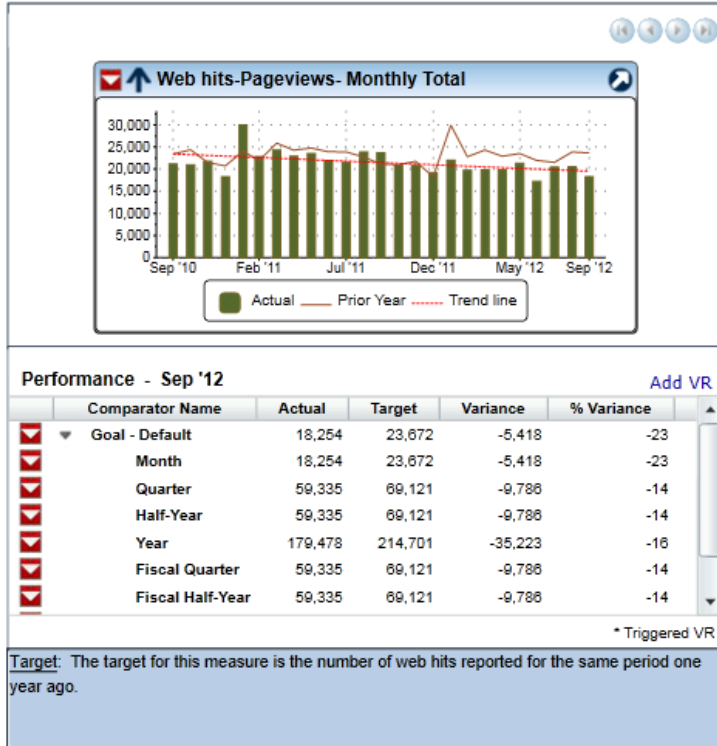 Web hits-Pageviews- Monthly Total
30,000
25,000
20,000
15,000
10,000
5,000
0
Sep '10 Feb '11 Jul '11 Dec '11 May '12 Sep '12
Actual Prior Year Trend line
Performance - Sep '12
Add VR
Comparator Name Actual Target Variance % Variance
Goal - Default 18,254 23,672 -5,418 -23
Month 18,254 23,672 -5,418 -23
Quarter 59,335 69,121 -9,786 -14
Half-Year 59,335 69,121 -9,786 -14
Year 179,478 214,701 -35,223 -16
Fiscal Quarter 59,335 69,121 -9,786 -14
Fiscal Half-Year 59,335 69,121 -9,786 -14
* Triggered VR
Target: The target for this measure is the number of web hits reported for the same period one
year ago.